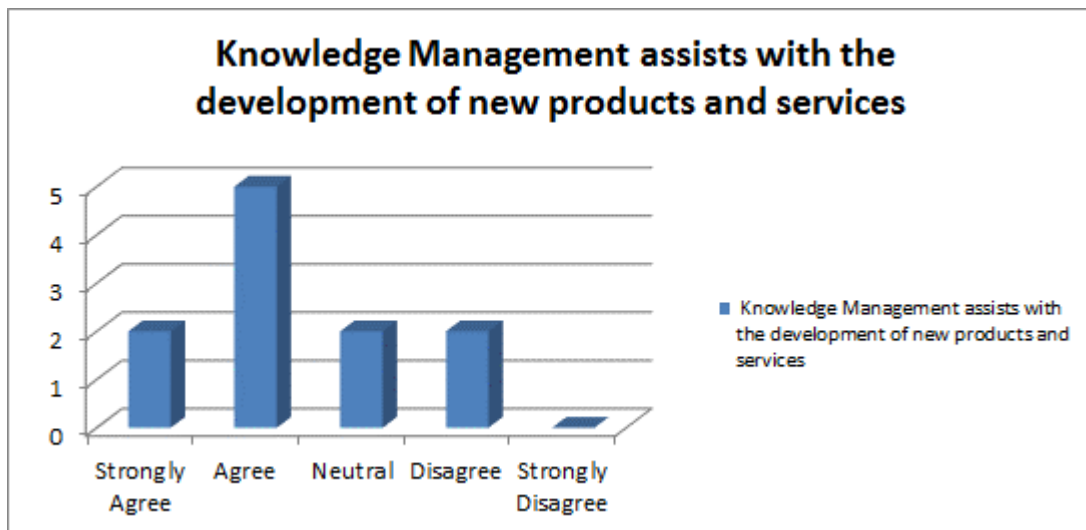 Knowledge Management assists with the
development of new products and services
5
4
3
2
1
0
Strongly Agree
Agree
Neutral
Disagree
Strongly Disagree
Knowledge Management assists with
the development of new products and
services